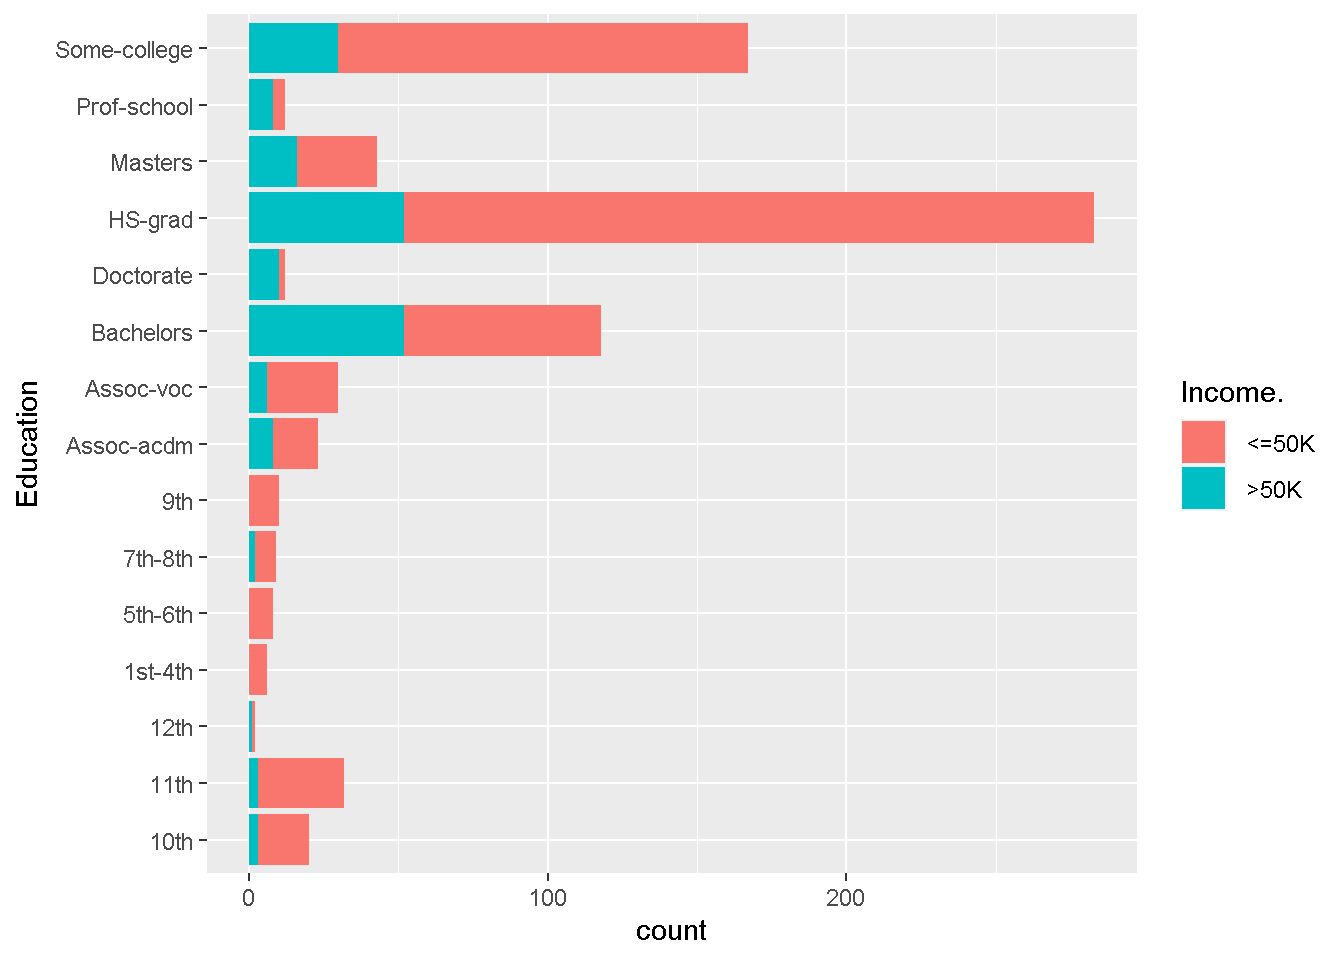 Some-college
Prof-school
Masters
HS-grad
Doctorate
Bachelors
Assoc-voc
Assoc-acdm
9th
7th-8th
5th-6th
1st-4th
12th
11th
10th
Education
0 100 200
count
Income.
<=50K
>50K